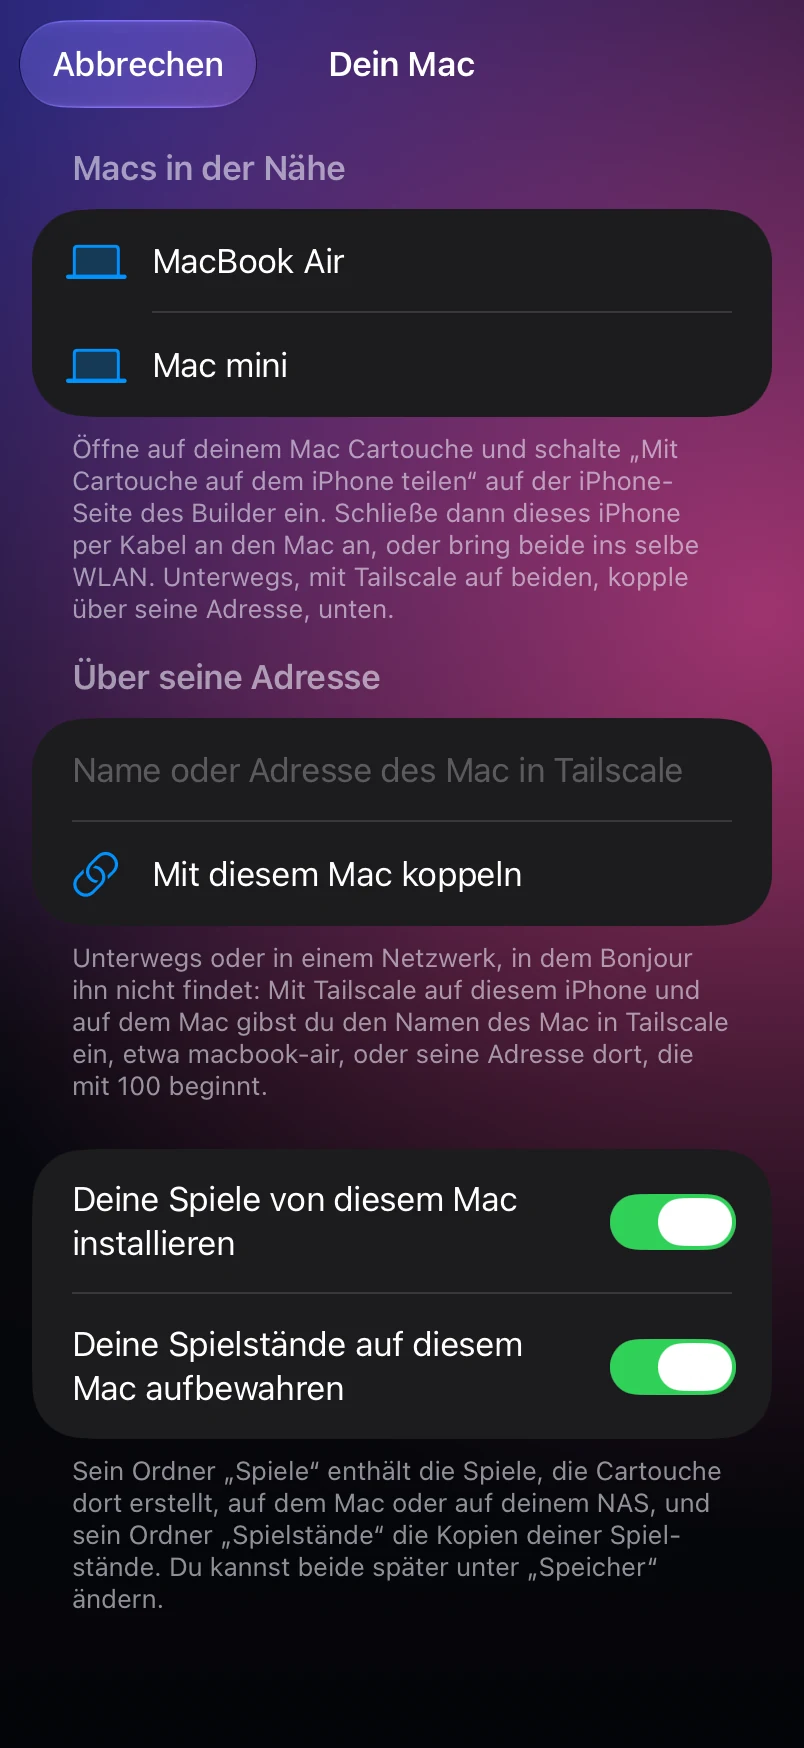 Abbrechen
Dein Mac
Macs in der Nähe
MacBook Air
Mac mini
Öffne auf deinem Mac Cartouche und schalte „Mit
Cartouche auf dem iPhone teilen“ auf der iPhone-
Seite des Builder ein. Schließe dann dieses iPhone
per Kabel an den Mac an, oder bring beide ins selbe
WLAN. Unterwegs, mit Tailscale auf beiden, kopple
über seine Adresse, unten.
Über seine Adresse
Name oder Adresse des Mac in Tailscale
Mit diesem Mac koppeln
Unterwegs oder in einem Netzwerk, in dem Bonjour
ihn nicht findet: Mit Tailscale auf diesem iPhone und
auf dem Mac gibst du den Namen des Mac in Tailscale
ein, etwa macbook-air, oder seine Adresse dort, die
mit 100 beginnt.
Deine Spiele von diesem Mac
installieren
Deine Spielstände auf diesem
Mac aufbewahren
Sein Ordner „Spiele“ enthält die Spiele, die Cartouche
dort erstellt, auf dem Mac oder auf deinem NAS, und
sein Ordner „Spielstände“ die Kopien deiner Spiel-
stände. Du kannst beide später unter „Speicher“
ändern.